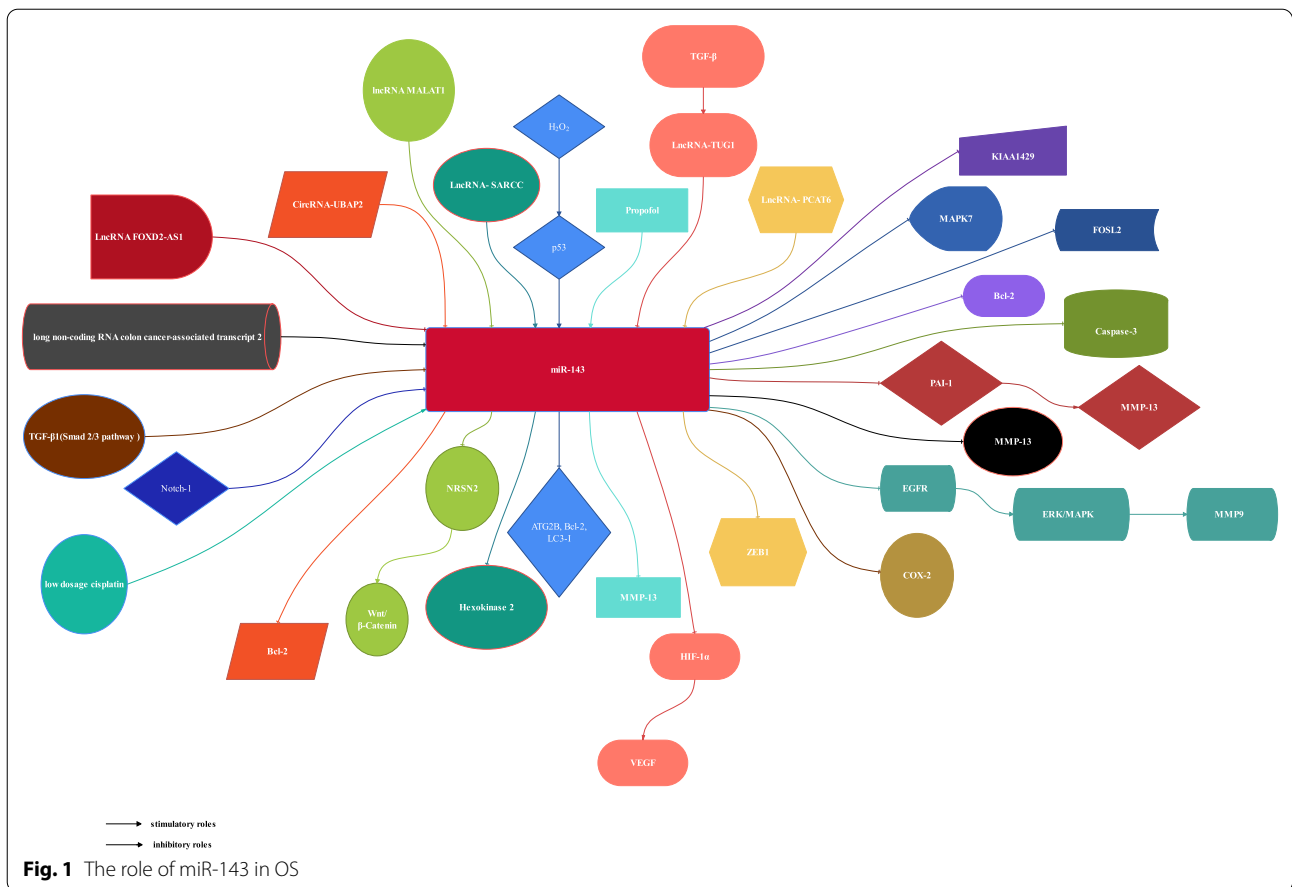 TGF-β
lncRNA MALAT1
H₂O₂
LncRNA-TUG1
KIAA1429
LncRNA- SARCC
LncRNA- PCAT6
CircRNA-UBAP2
Propofol
MAPK7
FOSL2
LncRNA FOXD2-AS1
p53
Bcl-2
Caspase-3
long non-coding RNA colon cancer-associated transcript 2
miR-143
PAI-1
MMP-13
TGF-β1(Smad 2/3 pathway )
MMP-13
Notch-1
NRSN2
EGFR
ERK/MAPK
MMP9
ATG2B, Bcl-2,
LC3-I
ZEB1
COX-2
low dosage cisplatin
Hexokinase 2
MMP-13
Wnt/
β-Catenin
Bcl-2
HIF-1α
VEGF
stimulatory roles
inhibitory roles
Fig. 1 The role of miR-143 in OS